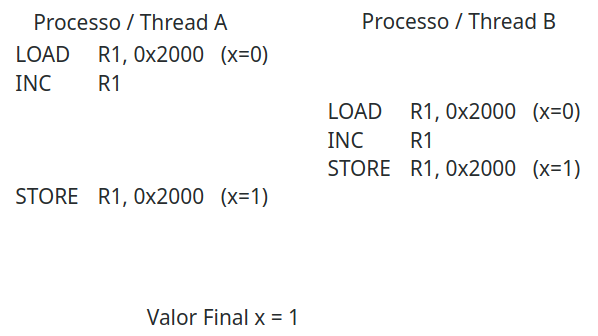 Processo / Thread A
Processo / Thread B
LOAD R1, 0x2000 (x=0)
INC R1
LOAD R1, 0x2000 (x=0)
INC R1
STORE R1, 0x2000 (x=1)
STORE R1, 0x2000 (x=1)
Valor Final x = 1